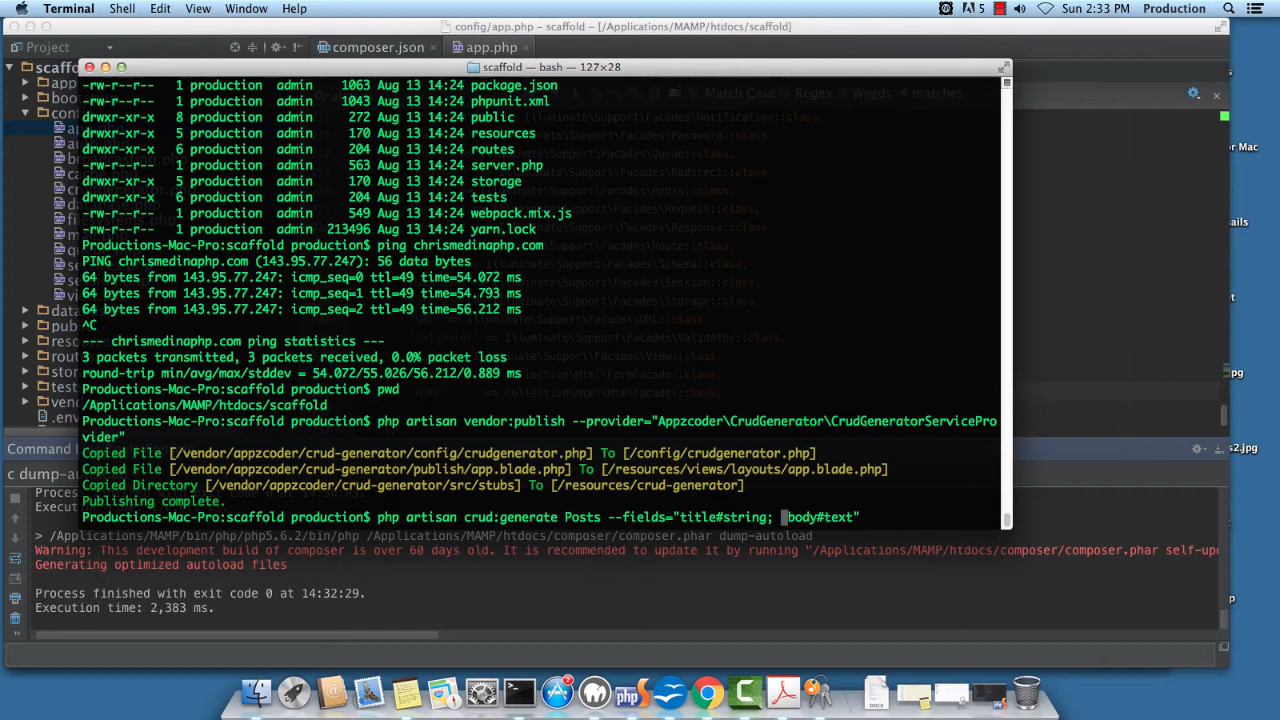 Terminal Shell Edit View Window Help
Sun 2:33 PM Production
config/app.php – scaffold – [/Applications/MAMP/htdocs/scaffold]
Project
composer.json × app.php ×
scaffold — bash — 127×28
Match Case Regex Words 4 matches
-rw-r--r-- 1 production admin 1063 Aug 13 14:24 package.json
-rw-r--r-- 1 production admin 1043 Aug 13 14:24 phpunit.xml
drwxr-xr-x 8 production admin 272 Aug 13 14:24 public
drwxr-xr-x 5 production admin 170 Aug 13 14:24 resources
drwxr-xr-x 6 production admin 204 Aug 13 14:24 routes
-rw-r--r-- 1 production admin 563 Aug 13 14:24 server.php
drwxr-xr-x 5 production admin 170 Aug 13 14:24 storage
drwxr-xr-x 6 production admin 204 Aug 13 14:24 tests
-rw-r--r-- 1 production admin 549 Aug 13 14:24 webpack.mix.js
-rw-r--r-- 1 production admin 213496 Aug 13 14:24 yarn.lock
Productions-Mac-Pro:scaffold production$ ping chrismedinaphp.com
PING chrismedinaphp.com (143.95.77.247): 56 data bytes
64 bytes from 143.95.77.247: icmp_seq=0 ttl=49 time=54.072 ms
64 bytes from 143.95.77.247: icmp_seq=1 ttl=49 time=54.793 ms
64 bytes from 143.95.77.247: icmp_seq=2 ttl=49 time=56.212 ms
^C
--- chrismedinaphp.com ping statistics ---
3 packets transmitted, 3 packets received, 0.0% packet loss
round-trip min/avg/max/stddev = 54.072/55.026/56.212/0.889 ms
Productions-Mac-Pro:scaffold production$ pwd
/Applications/MAMP/htdocs/scaffold
Productions-Mac-Pro:scaffold production$ php artisan vendor:publish --provider="Appzcoder\CrudGenerator\CrudGeneratorServicePro
vider"
Copied File [/vendor/appzcoder/crud-generator/config/crudgenerator.php] To [/config/crudgenerator.php]
Copied File [/vendor/appzcoder/crud-generator/publish/app.blade.php] To [/resources/views/layouts/app.blade.php]
Copied Directory [/vendor/appzcoder/crud-generator/src/stubs] To [/resources/crud-generator]
Publishing complete.
Productions-Mac-Pro:scaffold production$ php artisan crud:generate Posts --fields="title#string; body#text"
> /Applications/MAMP/bin/php/php5.6.2/bin/php /Applications/MAMP/htdocs/composer/composer.phar dump-autoload
Warning: This development build of composer is over 60 days old. It is recommended to update it by running "/Applications/MAMP/htdocs/composer/composer.phar self-up
Generating optimized autoload files
Process finished with exit code 0 at 14:32:29.
Execution time: 2,383 ms.